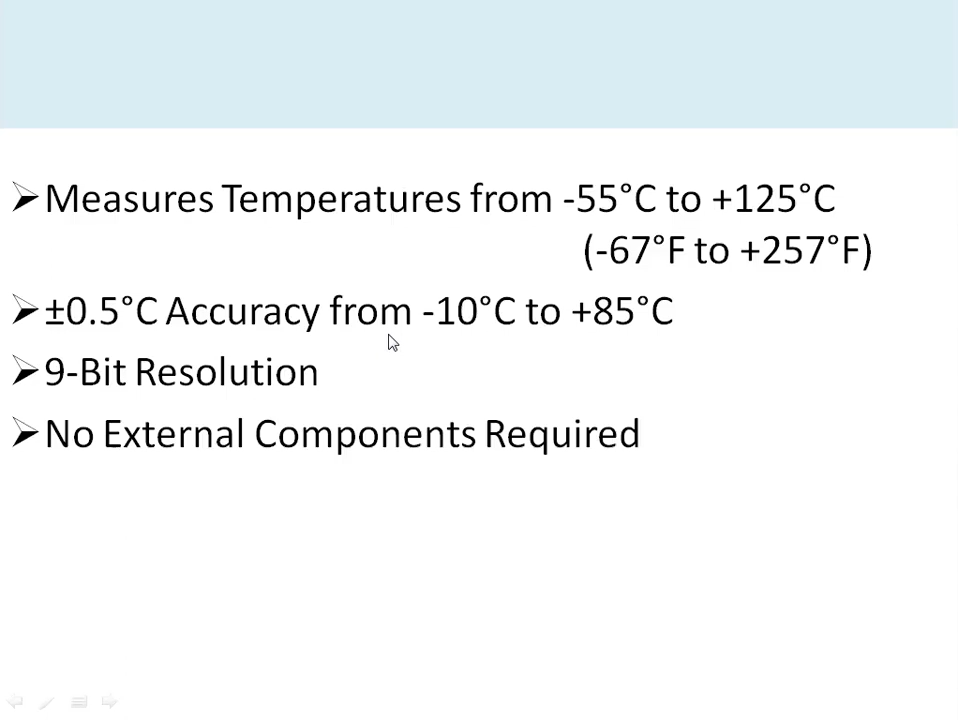 Measures Temperatures from -55°C to +125°C
(-67°F to +257°F)
±0.5°C Accuracy from -10°C to +85°C
9-Bit Resolution
No External Components Required